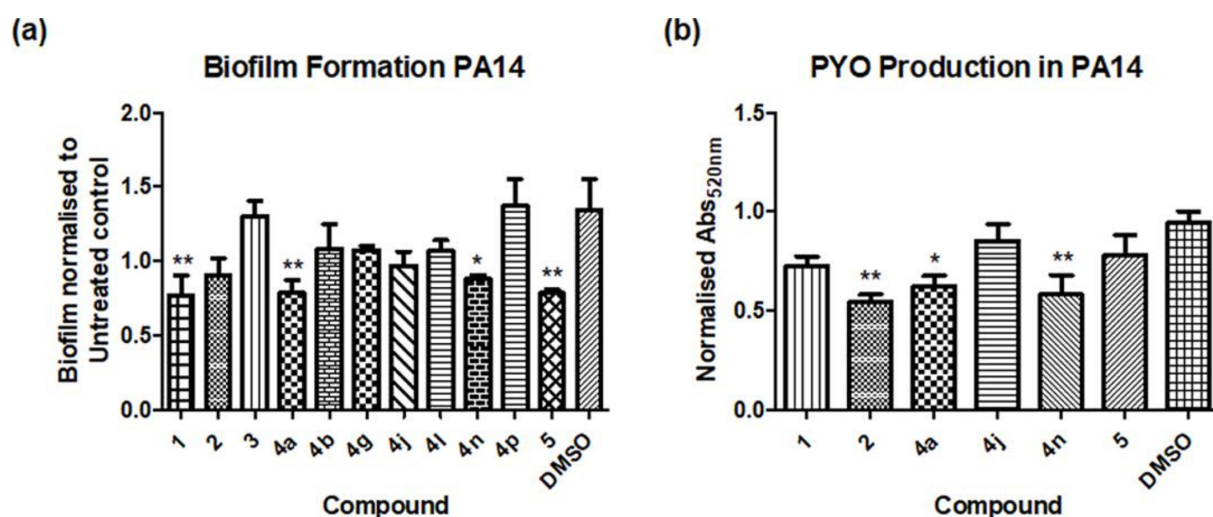 (a)
Biofilm Formation PA14
Biofilm normalised to
Untreated control
2.0
1.5
1.0
0.5
0.0
** ** * **
1 2 3 4a 4b 4g 4j 4l 4n 4p 5 DMSO
Compound
(b)
PYO Production in PA14
Normalised Abs520nm
1.5
1.0
0.5
0.0
** * **
1 2 4a 4j 4n 5 DMSO
Compound